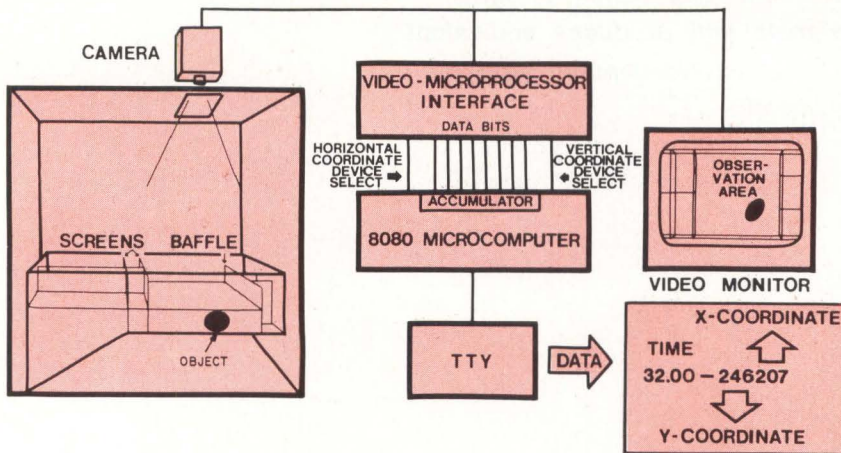 CAMERA
SCREENS
BAFFLE
OBJECT
VIDEO - MICROPROCESSOR
INTERFACE
DATA BITS
HORIZONTAL
COORDINATE
DEVICE
SELECT
VERTICAL
COORDINATE
DEVICE
SELECT
ACCUMULATOR
8080 MICROCOMPUTER
OBSER-
VATION
AREA
VIDEO MONITOR
TTY
DATA
X-COORDINATE
TIME
32.00 – 246207
Y-COORDINATE